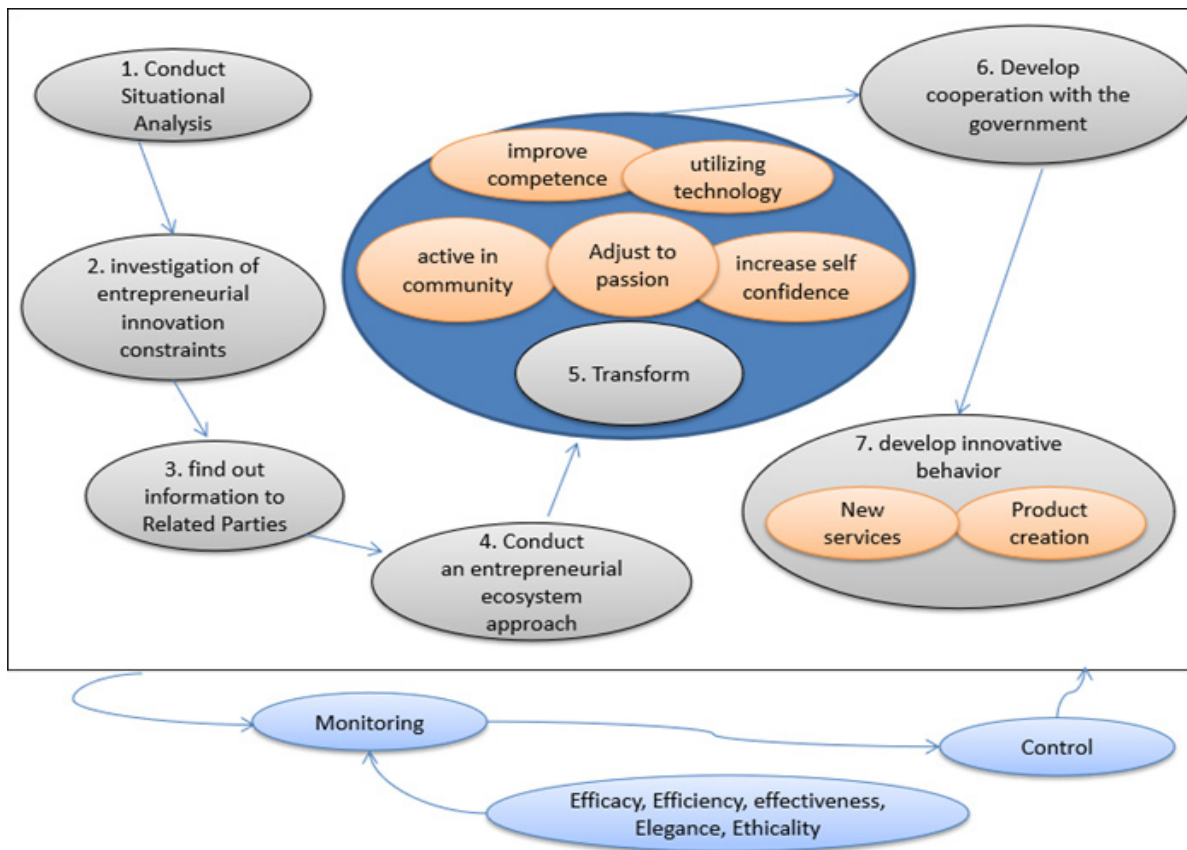 1. Conduct
Situational
Analysis
2. investigation of
entrepreneurial
innovation
constraints
3. find out
information to
Related Parties
4. Conduct
an entrepreneurial
ecosystem
approach
improve
competence
utilizing
technology
active in
community
Adjust to
passion
increase self
confidence
5. Transform
6. Develop
cooperation with the
government
7. develop innovative
behavior
New
services
Product
creation
Monitoring
Control
Efficacy, Efficiency, effectiveness,
Elegance, Ethicality